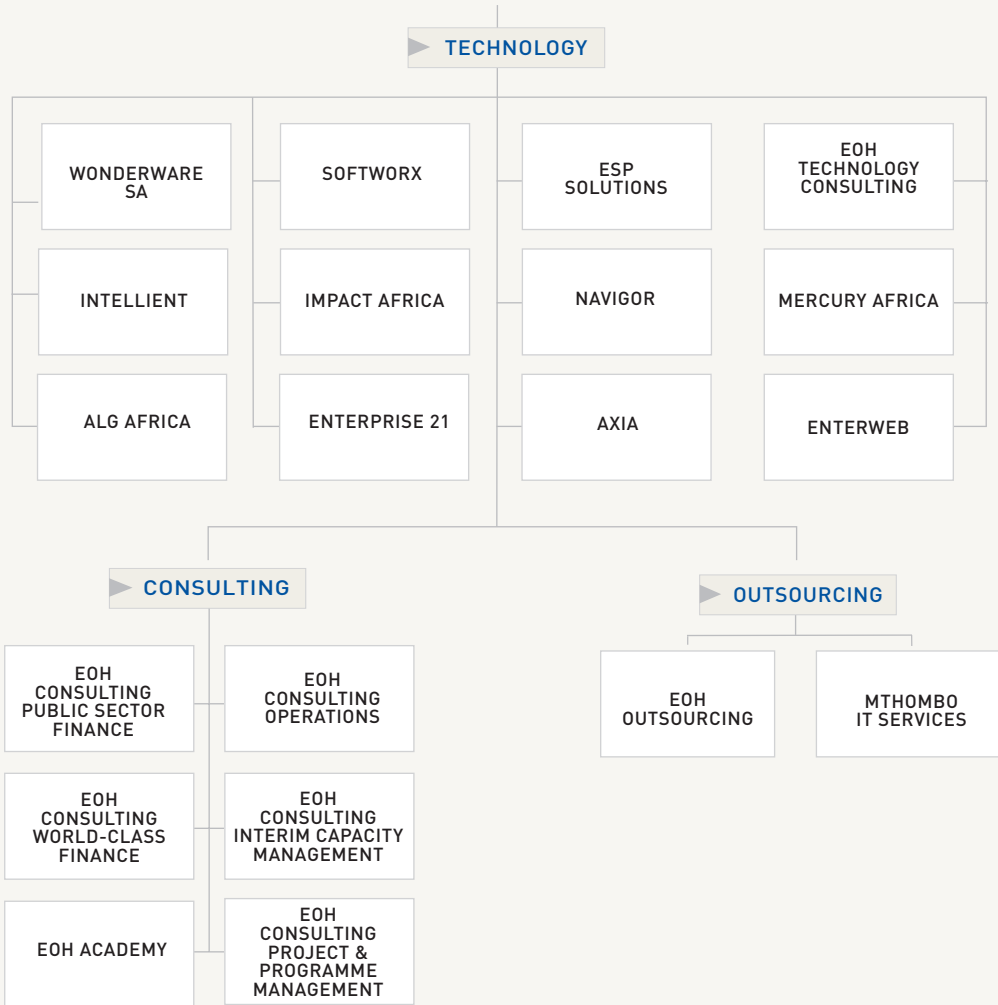 TECHNOLOGY
WONDERWARE
SA
SOFTWORX
ESP
SOLUTIONS
EOH
TECHNOLOGY
CONSULTING
INTELLIENT
IMPACT AFRICA
NAVIGOR
MERCURY AFRICA
ALG AFRICA
ENTERPRISE 21
AXIA
ENTERWEB
CONSULTING
EOH
CONSULTING
PUBLIC SECTOR
FINANCE
EOH
CONSULTING
OPERATIONS
EOH
CONSULTING
WORLD-CLASS
FINANCE
EOH
CONSULTING
INTERIM CAPACITY
MANAGEMENT
EOH ACADEMY
EOH
CONSULTING
PROJECT &
PROGRAMME
MANAGEMENT
OUTSOURCING
EOH
OUTSOURCING
MTHOMBO
IT SERVICES